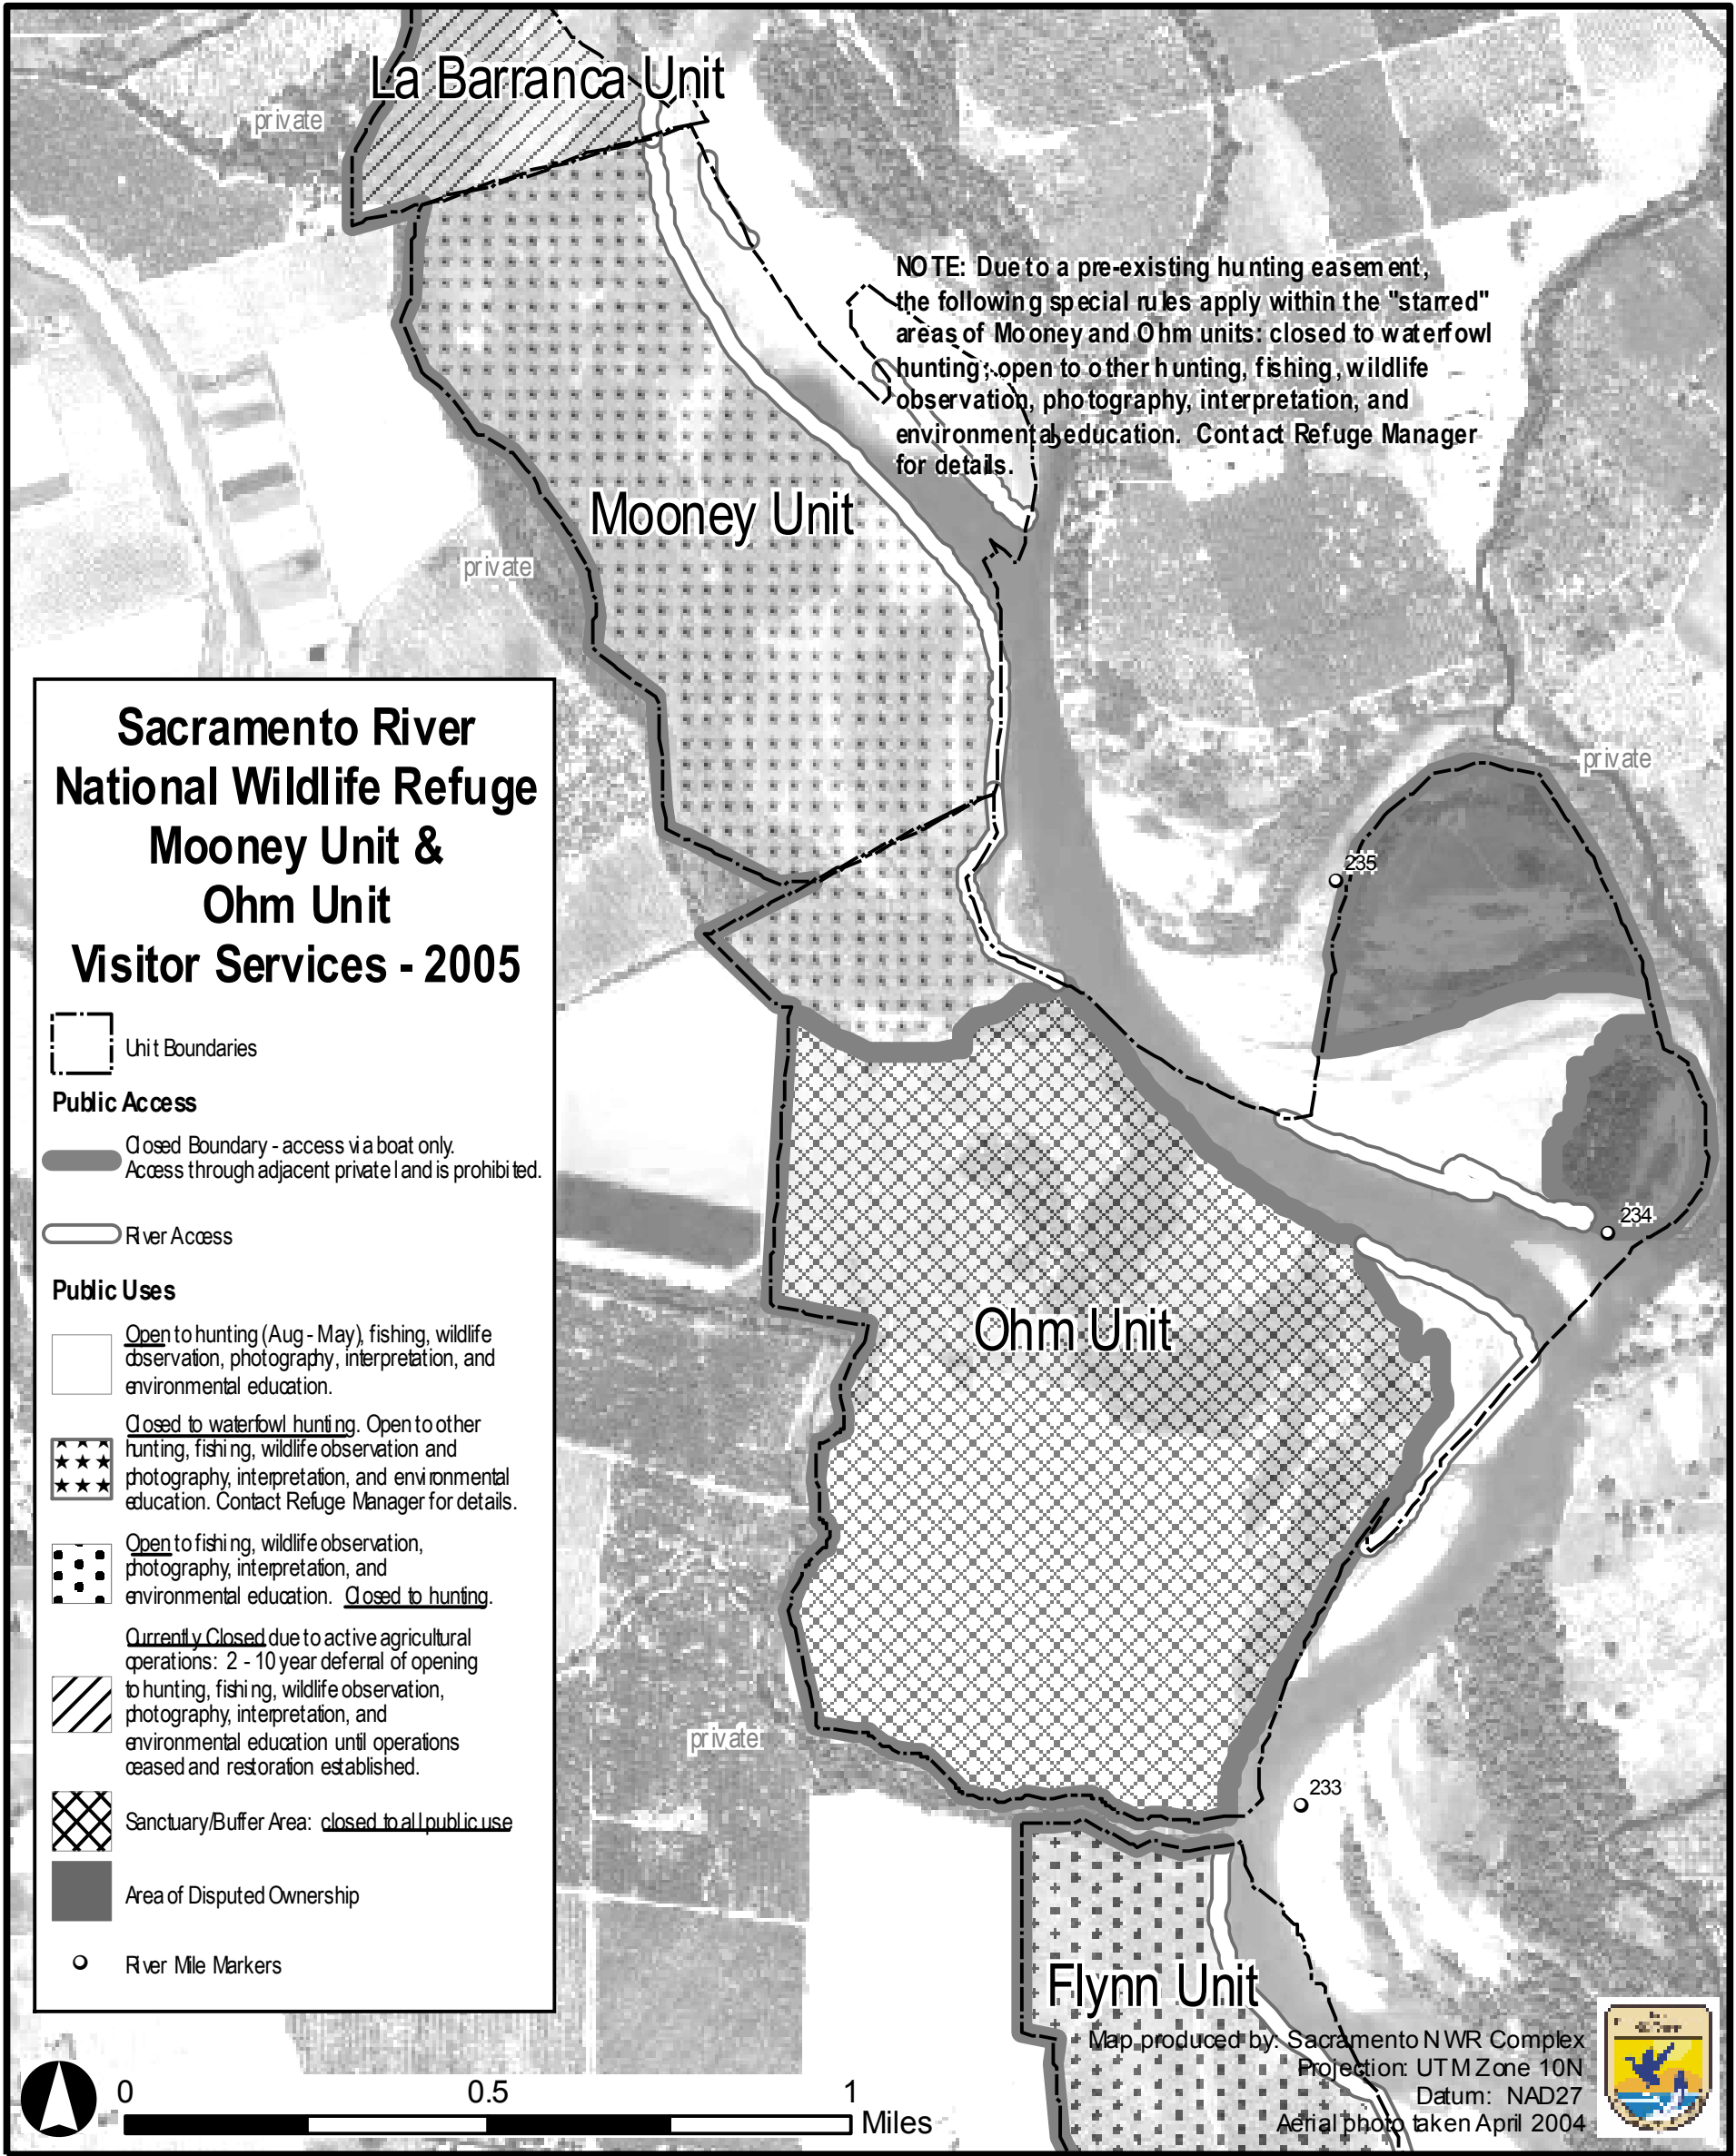 La Barranca Unit
private
NOTE: Due to a pre-existing hunting easement,
the following special rules apply within the "starred"
areas of Mooney and Ohm units: closed to waterfowl
hunting; open to other hunting, fishing, wildlife
observation, photography, interpretation, and
environmental education. Contact Refuge Manager
for details.
Mooney Unit
private
Sacramento River
National Wildlife Refuge
Mooney Unit &
Ohm Unit
Visitor Services - 2005
Unit Boundaries
Public Access
Closed Boundary - access via boat only.
Access through adjacent private land is prohibited.
River Access
Public Uses
Open to hunting (Aug - May), fishing, wildlife
observation, photography, interpretation, and
environmental education.
Closed to waterfowl hunting. Open to other
hunting, fishing, wildlife observation and
photography, interpretation, and environmental
education. Contact Refuge Manager for details.
Open to fishing, wildlife observation,
photography, interpretation, and
environmental education. Closed to hunting.
Currently Closed due to active agricultural
operations: 2 - 10 year deferral of opening
to hunting, fishing, wildlife observation,
photography, interpretation, and
environmental education until operations
ceased and restoration established.
Sanctuary/Buffer Area: closed to all public use
Area of Disputed Ownership
River Mile Markers
private
235
234
Ohm Unit
private
233
Flynn Unit
Map produced by: Sacramento NWR Complex
Projection: UTM Zone 10N
Datum: NAD27
Aerial photo taken April 2004
0 0.5 1
Miles